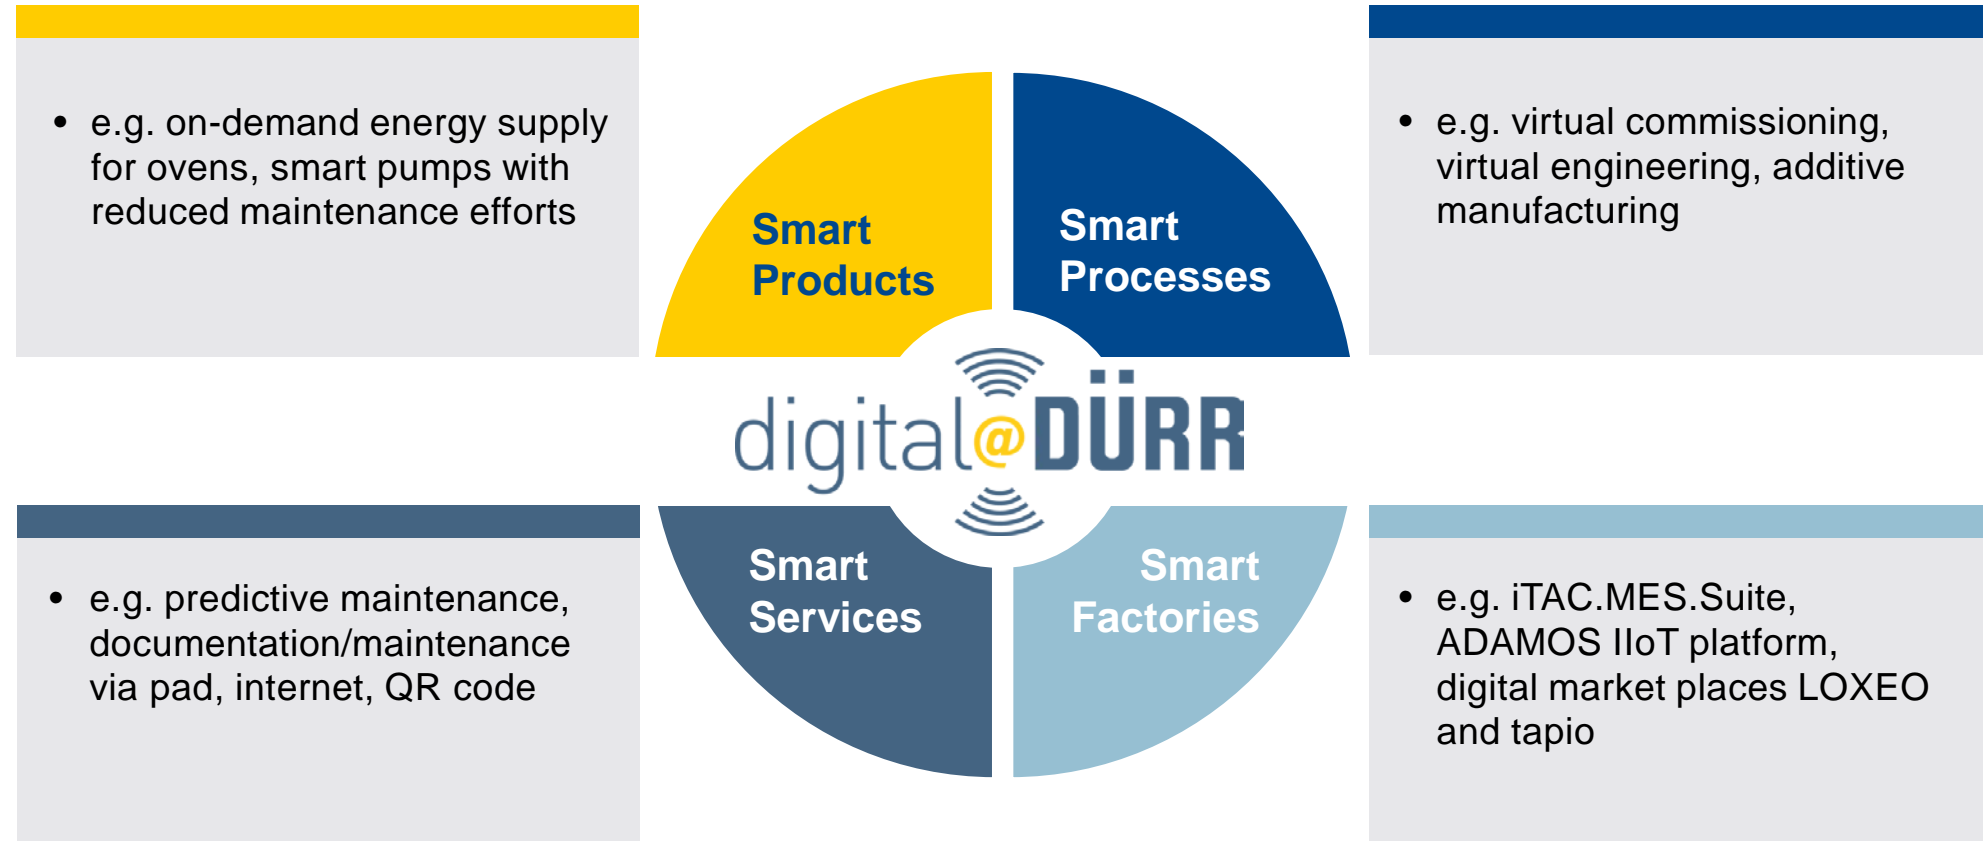 • e.g. on-demand energy supply
for ovens, smart pumps with
reduced maintenance efforts
Smart
Products
Smart
Processes
• e.g. virtual commissioning,
virtual engineering, additive
manufacturing
digital@DÜRR
• e.g. predictive maintenance,
documentation/maintenance
via pad, internet, QR code
Smart
Services
Smart
Factories
• e.g. iTAC.MES.Suite,
ADAMOS IIoT platform,
digital market places LOXEO
and tapio